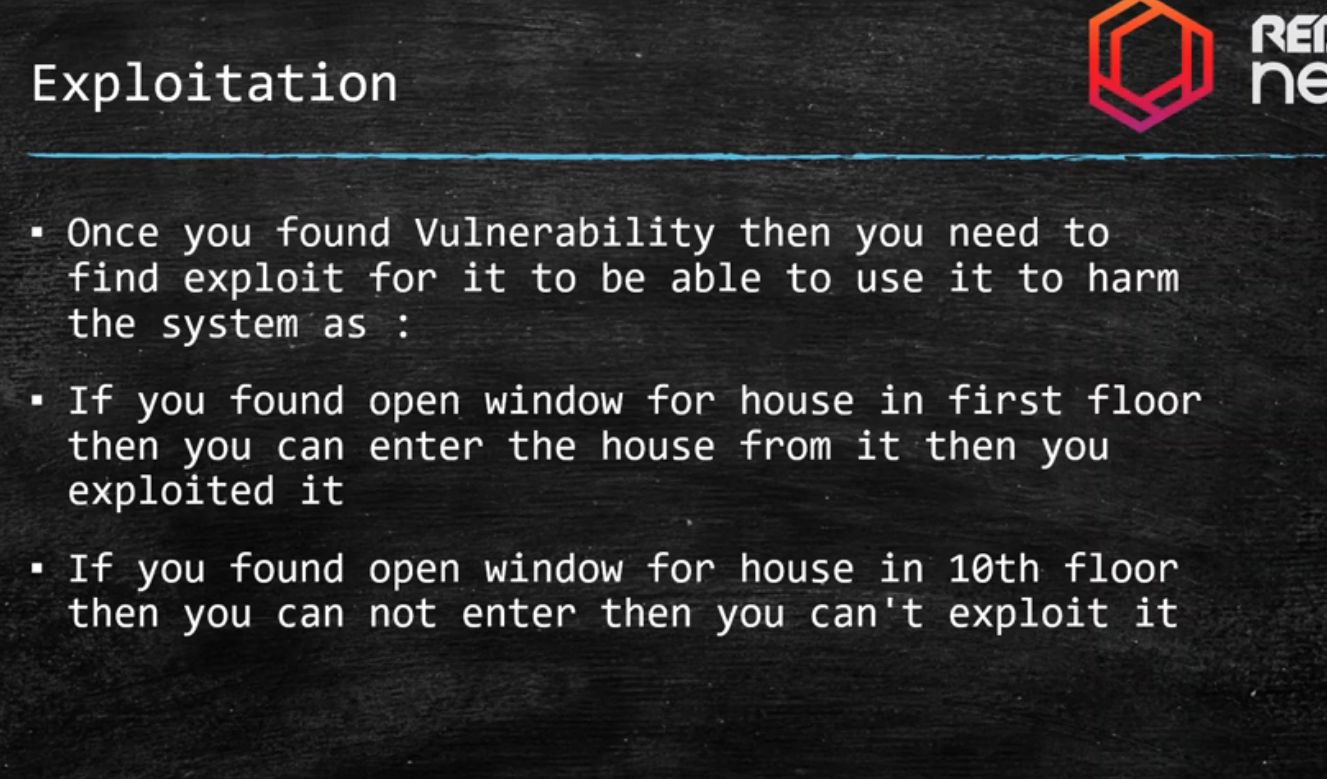 Exploitation
▪ Once you found Vulnerability then you need to
find exploit for it to be able to use it to harm
the system as :
▪ If you found open window for house in first floor
then you can enter the house from it then you
exploited it
▪ If you found open window for house in 10th floor
then you can not enter then you can't exploit it